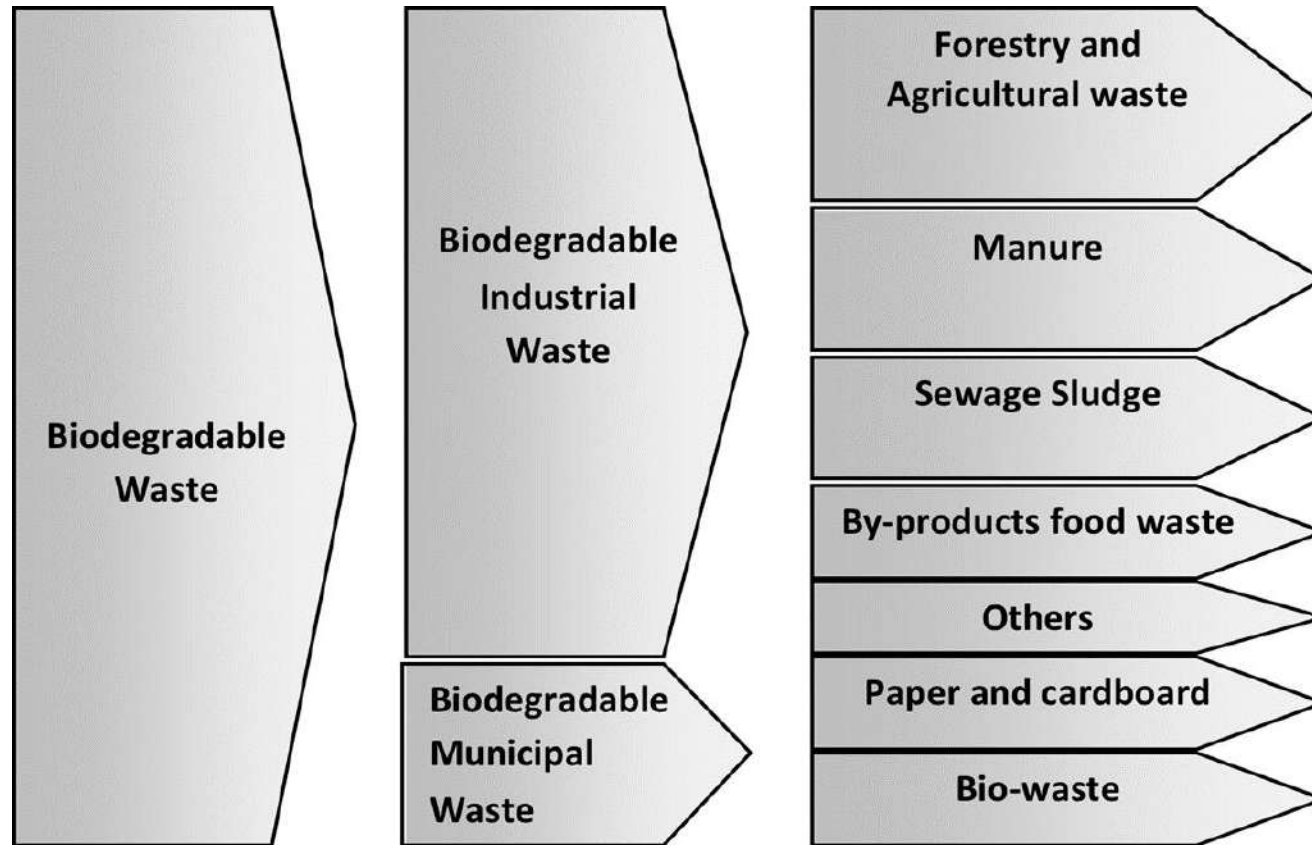 Biodegradable
Waste
Biodegradable
Industrial
Waste
Biodegradable
Municipal
Waste
Forestry and
Agricultural waste
Manure
Sewage Sludge
By-products food waste
Others
Paper and cardboard
Bio-waste